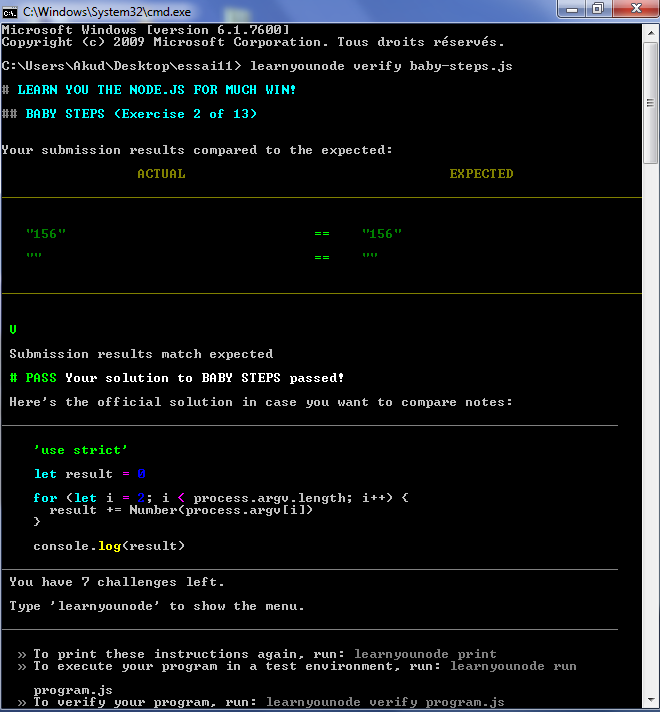 C:\Windows\System32\cmd.exe
Microsoft Windows [version 6.1.7600]
Copyright (c) 2009 Microsoft Corporation. Tous droits réservés.
C:\Users\Akud\Desktop\essai11> learnyounode verify baby-steps.js
# LEARN YOU THE NODE.JS FOR MUCH WIN!
## BABY STEPS (Exercise 2 of 13)
Your submission results compared to the expected:
ACTUAL EXPECTED
"156" == "156"
"" == ""
V
Submission results match expected
# PASS Your solution to BABY STEPS passed!
Here's the official solution in case you want to compare notes:
'use strict'
let result = 0
for (let i = 2; i < process.argv.length; i++) {
result += Number(process.argv[i])
}
console.log(result)
You have 7 challenges left.
Type 'learnyounode' to show the menu.
» To print these instructions again, run: learnyounode print
» To execute your program in a test environment, run: learnyounode run
program.js
» To verify your program, run: learnyounode verify program.js